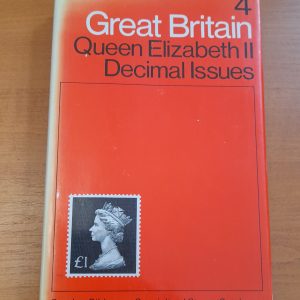 4
Great Britain
Queen Elizabeth II
Decimal Issues
£1